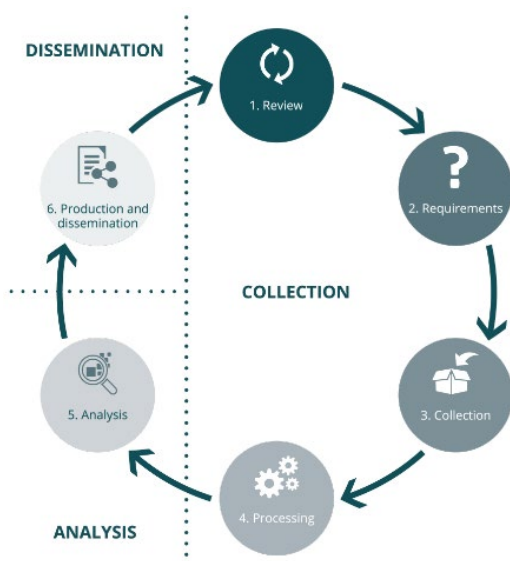 DISSEMINATION
1. Review
2. Requirements
6. Production and
dissemination
COLLECTION
3. Collection
5. Analysis
4. Processing
ANALYSIS